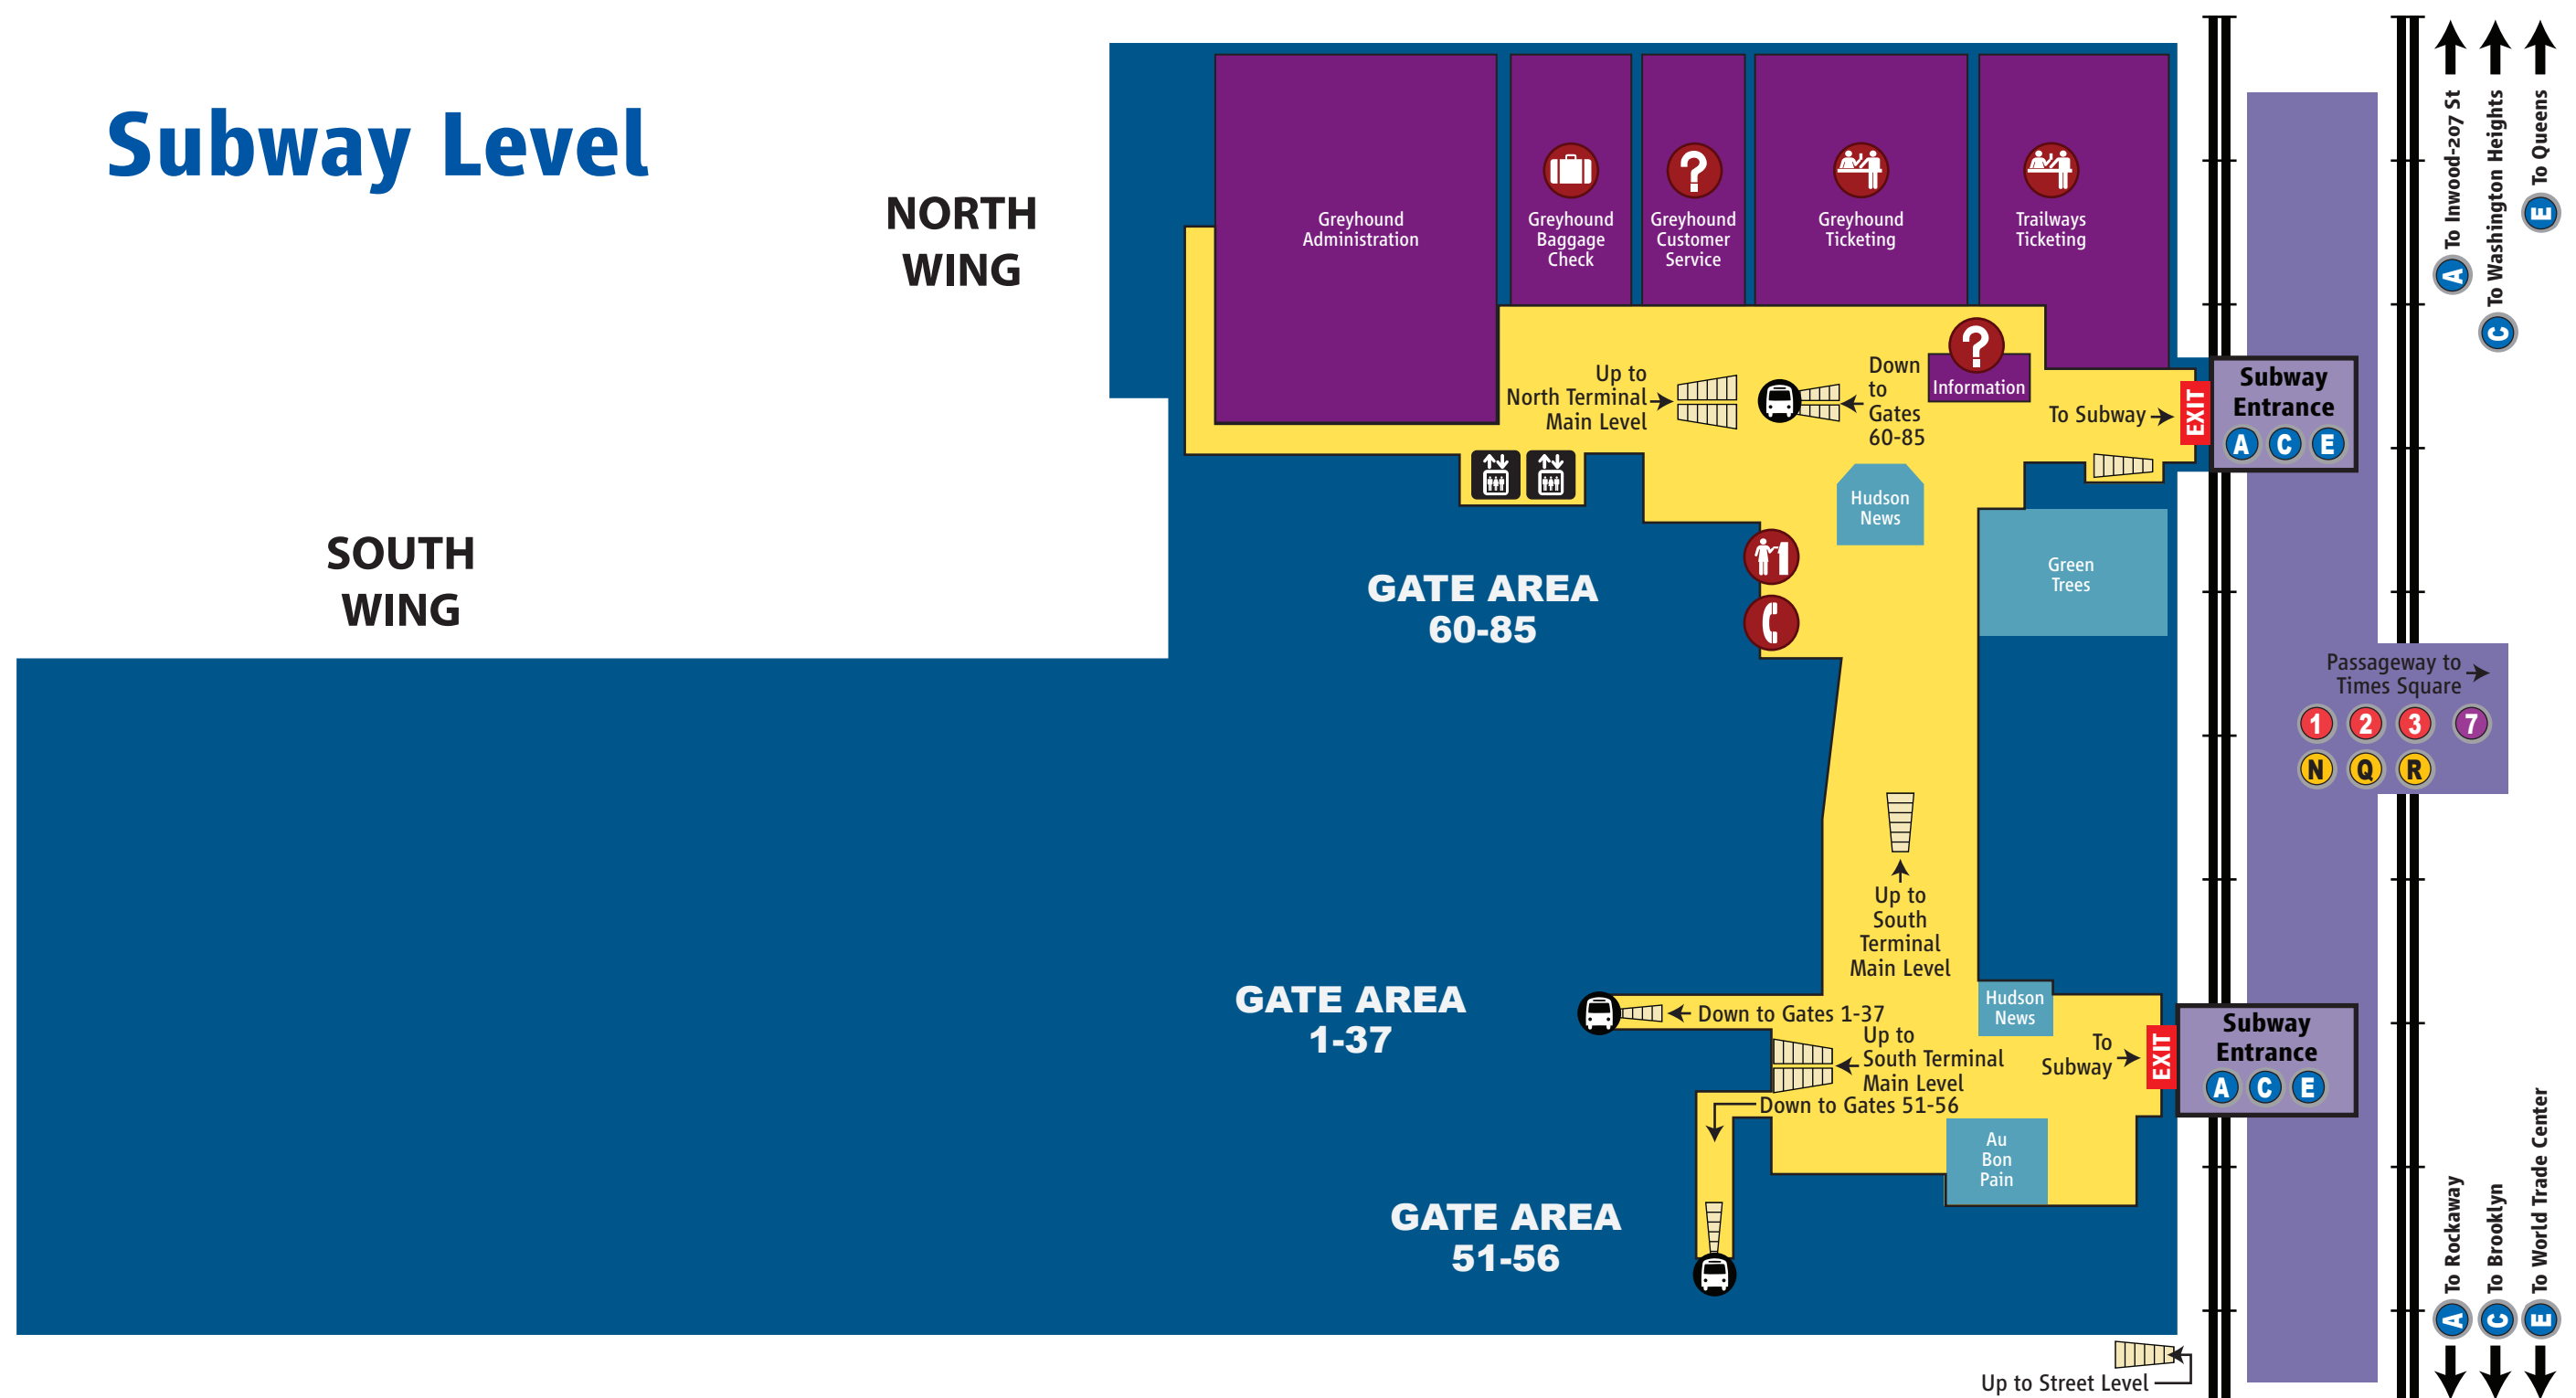 Subway Level
NORTH
WING
SOUTH
WING
Greyhound
Administration
Greyhound
Baggage
Check
?
Greyhound
Customer
Service
Greyhound
Ticketing
Trailways
Ticketing
Up to
North Terminal
Main Level
Down
to
Gates
60-85
?
Information
To Subway
EXIT
Subway
Entrance
A C E
Hudson
News
Green
Trees
GATE AREA
60-85
Passageway to
Times Square
1 2 3 7
N Q R
Up to
South
Terminal
Main Level
GATE AREA
1-37
Down to Gates 1-37
Up to
South Terminal
Main Level
Down to Gates 51-56
Hudson
News
To
Subway
EXIT
Subway
Entrance
A C E
Au
Bon
Pain
GATE AREA
51-56
Up to Street Level
A To Inwood-207 St
C To Washington Heights
E To Queens
A To Rockaway
C To Brooklyn
E To World Trade Center